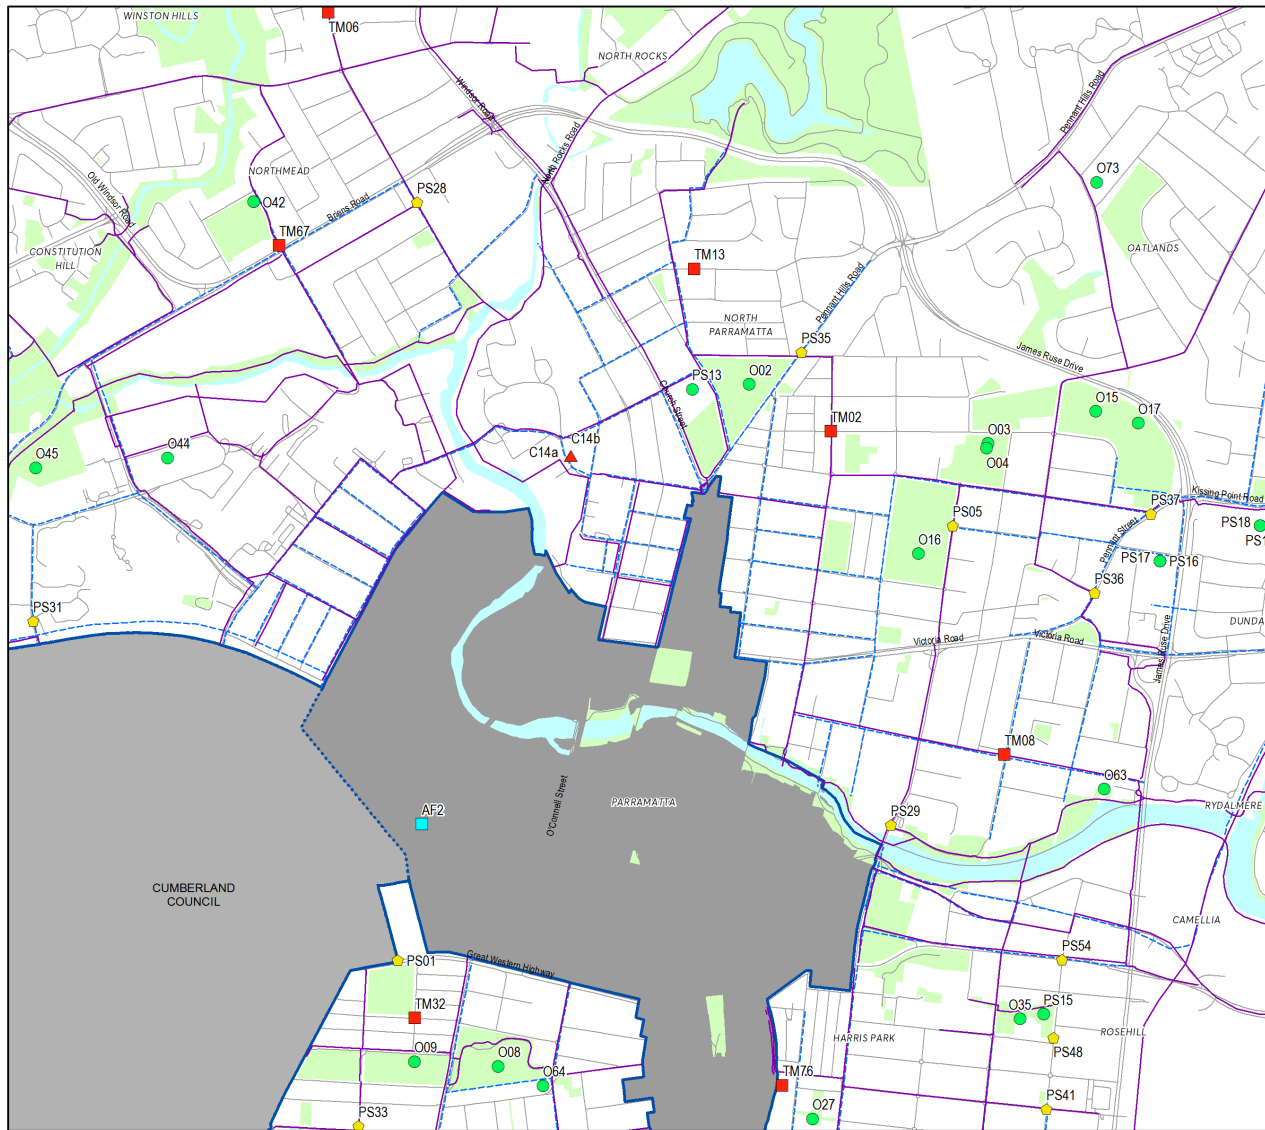 WINSTON HILLS
TM06
NORTH ROCKS
Windsor Road
Pennant Hills Road
North Rocks Road
O73
NORTHMEAD
Old Windsor Road
PS28
O42
Brians Road
TM67
CONSTITUTION
HILL
OATLANDS
TM13
Pennant Hills Road
NORTH
PARRAMATTA
PS35
James Ruse Drive
PS13
O02
Church Street
O15
O17
TM02
C14b
C14a
O03
O04
O44
O45
Kissing Point Road
PS37
PS05
PS18
PS1
Pennant Street
O16
PS17
PS16
PS36
PS31
DUNDA
Victoria Road
Victoria Road
James Ruse Drive
TM08
O63
O'Connell Street
PARRAMATTA
RYDALMERE
AF2
PS29
CUMBERLAND
COUNCIL
CAMELLIA
PS54
PS01
Great Western Highway
TM32
O35
PS15
ROSEHILL
HARRIS PARK
PS48
O09
O08
O64
TM76
PS41
O27
PS33